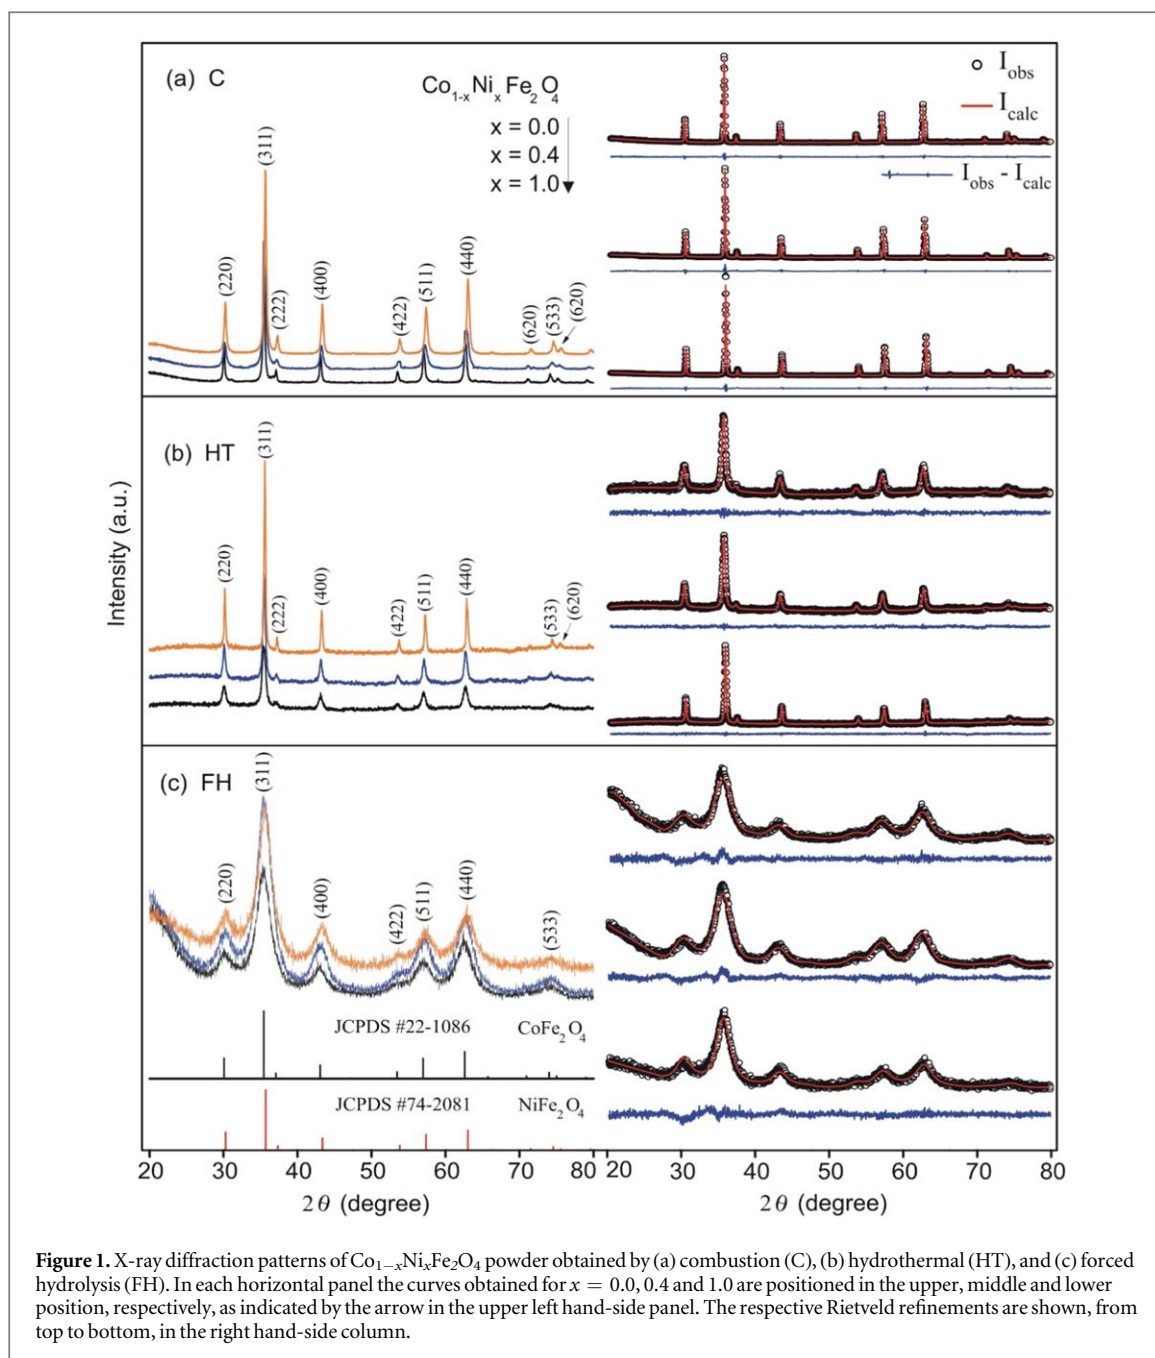 (a) C
Co1-xNixFe2O4
x = 0.0
x = 0.4
x = 1.0
(220)
(311)
(222)
(400)
(422)
(511)
(440)
(620)
(533)
(620)
Iobs
Icalc
Iobs - Icalc
(b) HT
(220)
(311)
(222)
(400)
(422)
(511)
(440)
(533)
(620)
Intensity (a.u.)
(c) FH
(220)
(311)
(400)
(422)
(511)
(440)
(533)
JCPDS #22-1086 CoFe2O4
JCPDS #74-2081 NiFe2O4
20 30 40 50 60 70 20 30 40 50 60 70 80
2θ (degree) 2θ (degree)
Figure 1. X-ray diffraction patterns of Co1−xNixFe2O4 powder obtained by (a) combustion (C), (b) hydrothermal (HT), and (c) forced
hydrolysis (FH). In each horizontal panel the curves obtained for x = 0.0, 0.4 and 1.0 are positioned in the upper, middle and lower
position, respectively, as indicated by the arrow in the upper left hand-side panel. The respective Rietveld refinements are shown, from
top to bottom, in the right hand-side column.